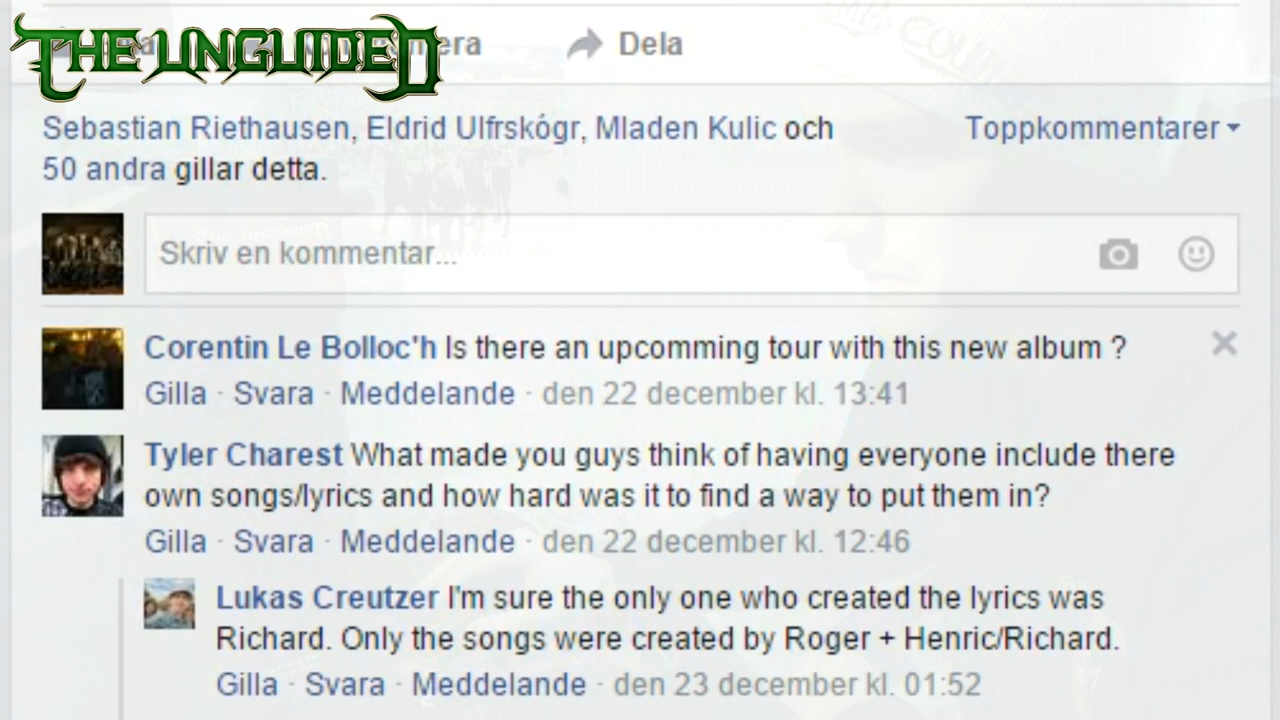 THE UNGUIDED
Dela
Sebastian Riethausen, Eldrid Ulfrskógr, Mladen Kulic och
50 andra gillar detta.
Toppkommentarer
Skriv en kommentar...
Corentin Le Bolloc'h Is there an upcomming tour with this new album ?
Gilla · Svara · Meddelande · den 22 december kl. 13:41
Tyler Charest What made you guys think of having everyone include there
own songs/lyrics and how hard was it to find a way to put them in?
Gilla · Svara · Meddelande · den 22 december kl. 12:46
Lukas Creutzer I'm sure the only one who created the lyrics was
Richard. Only the songs were created by Roger + Henric/Richard.
Gilla · Svara · Meddelande · den 23 december kl. 01:52